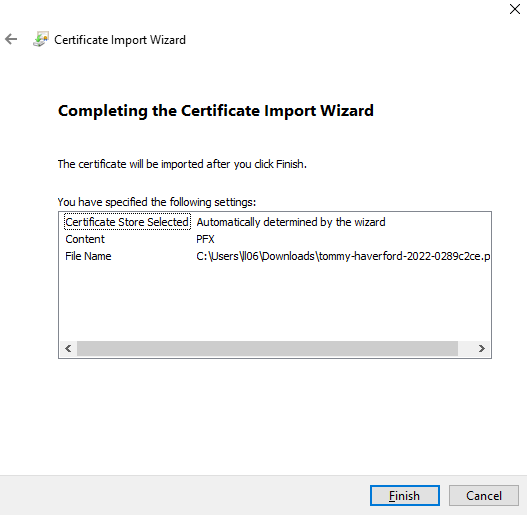 Certificate Import Wizard
Completing the Certificate Import Wizard
The certificate will be imported after you click Finish.
You have specified the following settings:
Certificate Store Selected Automatically determined by the wizard
Content PFX
File Name C:\Users\ll06\Downloads\tommy-haverford-2022-0289c2ce.p
Finish Cancel